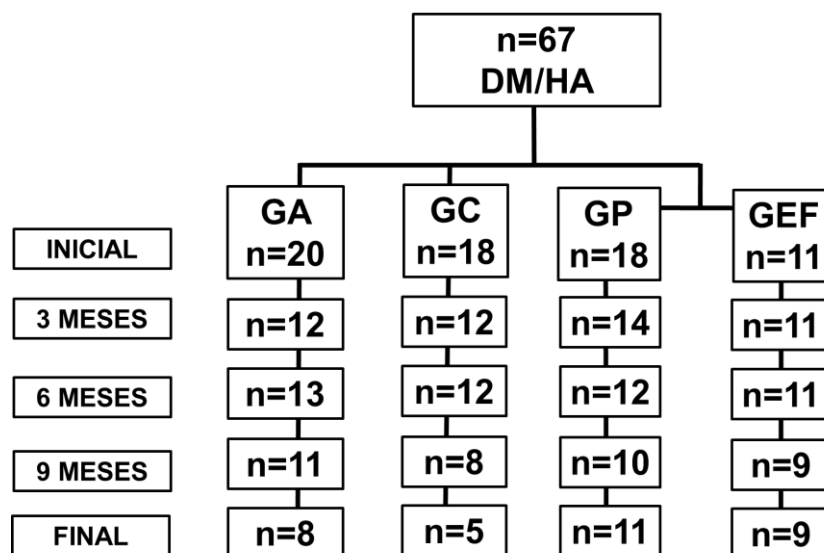 n=67
DM/HA
GA
n=20
GC
n=18
GP
n=18
GEF
n=11
INICIAL
3 MESES
n=12
n=12
n=14
n=11
6 MESES
n=13
n=12
n=12
n=11
9 MESES
n=11
n=8
n=10
n=9
FINAL
n=8
n=5
n=11
n=9